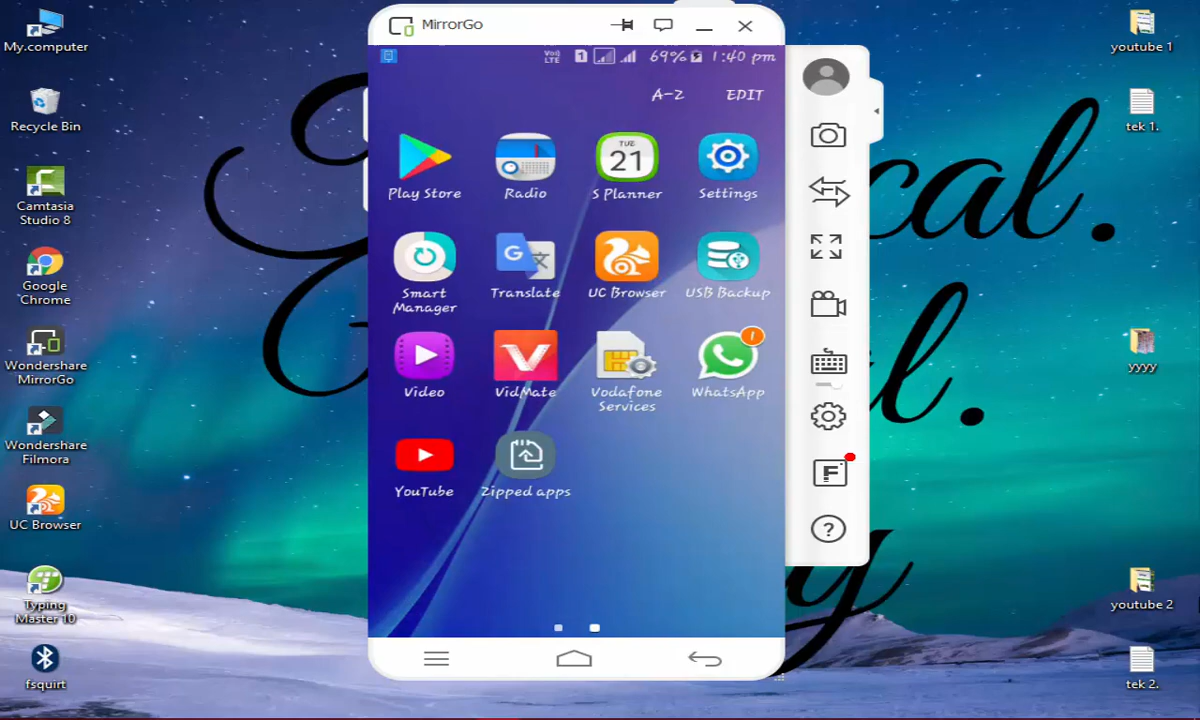 My.computer
Recycle Bin
Camtasia
Studio 8
Google
Chrome
Wondershare
MirrorGo
Wondershare
Filmora
UC Browser
Typing
Master 10
fsquirt
MirrorGo
VoLTE 1 69% 1:40 pm
A-Z EDIT
TUE
21
Play Store Radio S Planner Settings
G
Smart
Manager
Translate UC Browser USB Backup
1
Video VidMate Vodafone
Services
WhatsApp
YouTube Zipped apps
F
?
cal.
l.
y
youtube 1
tek 1.
yyyy
youtube 2
tek 2.